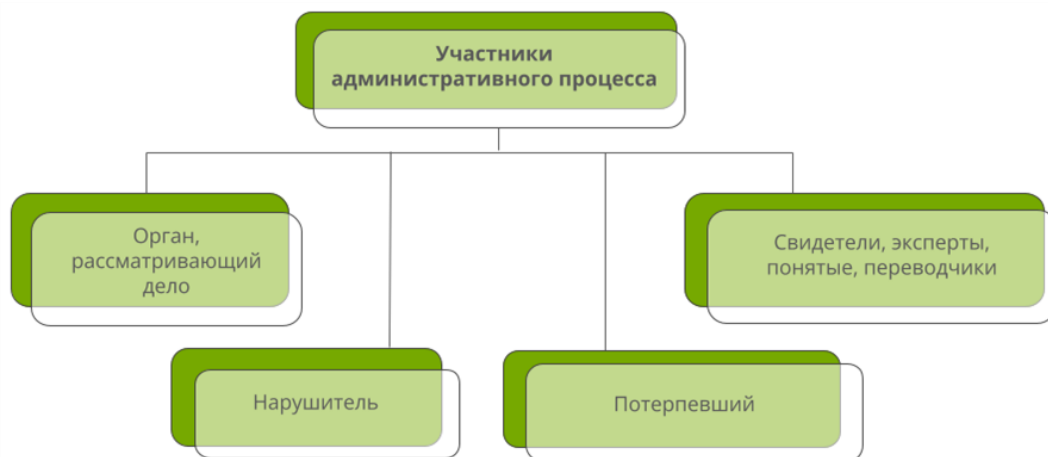 Участники
административного процесса
Орган,
рассматривающий
дело
Свидетели, эксперты,
понятые, переводчики
Нарушитель
Потерпевший